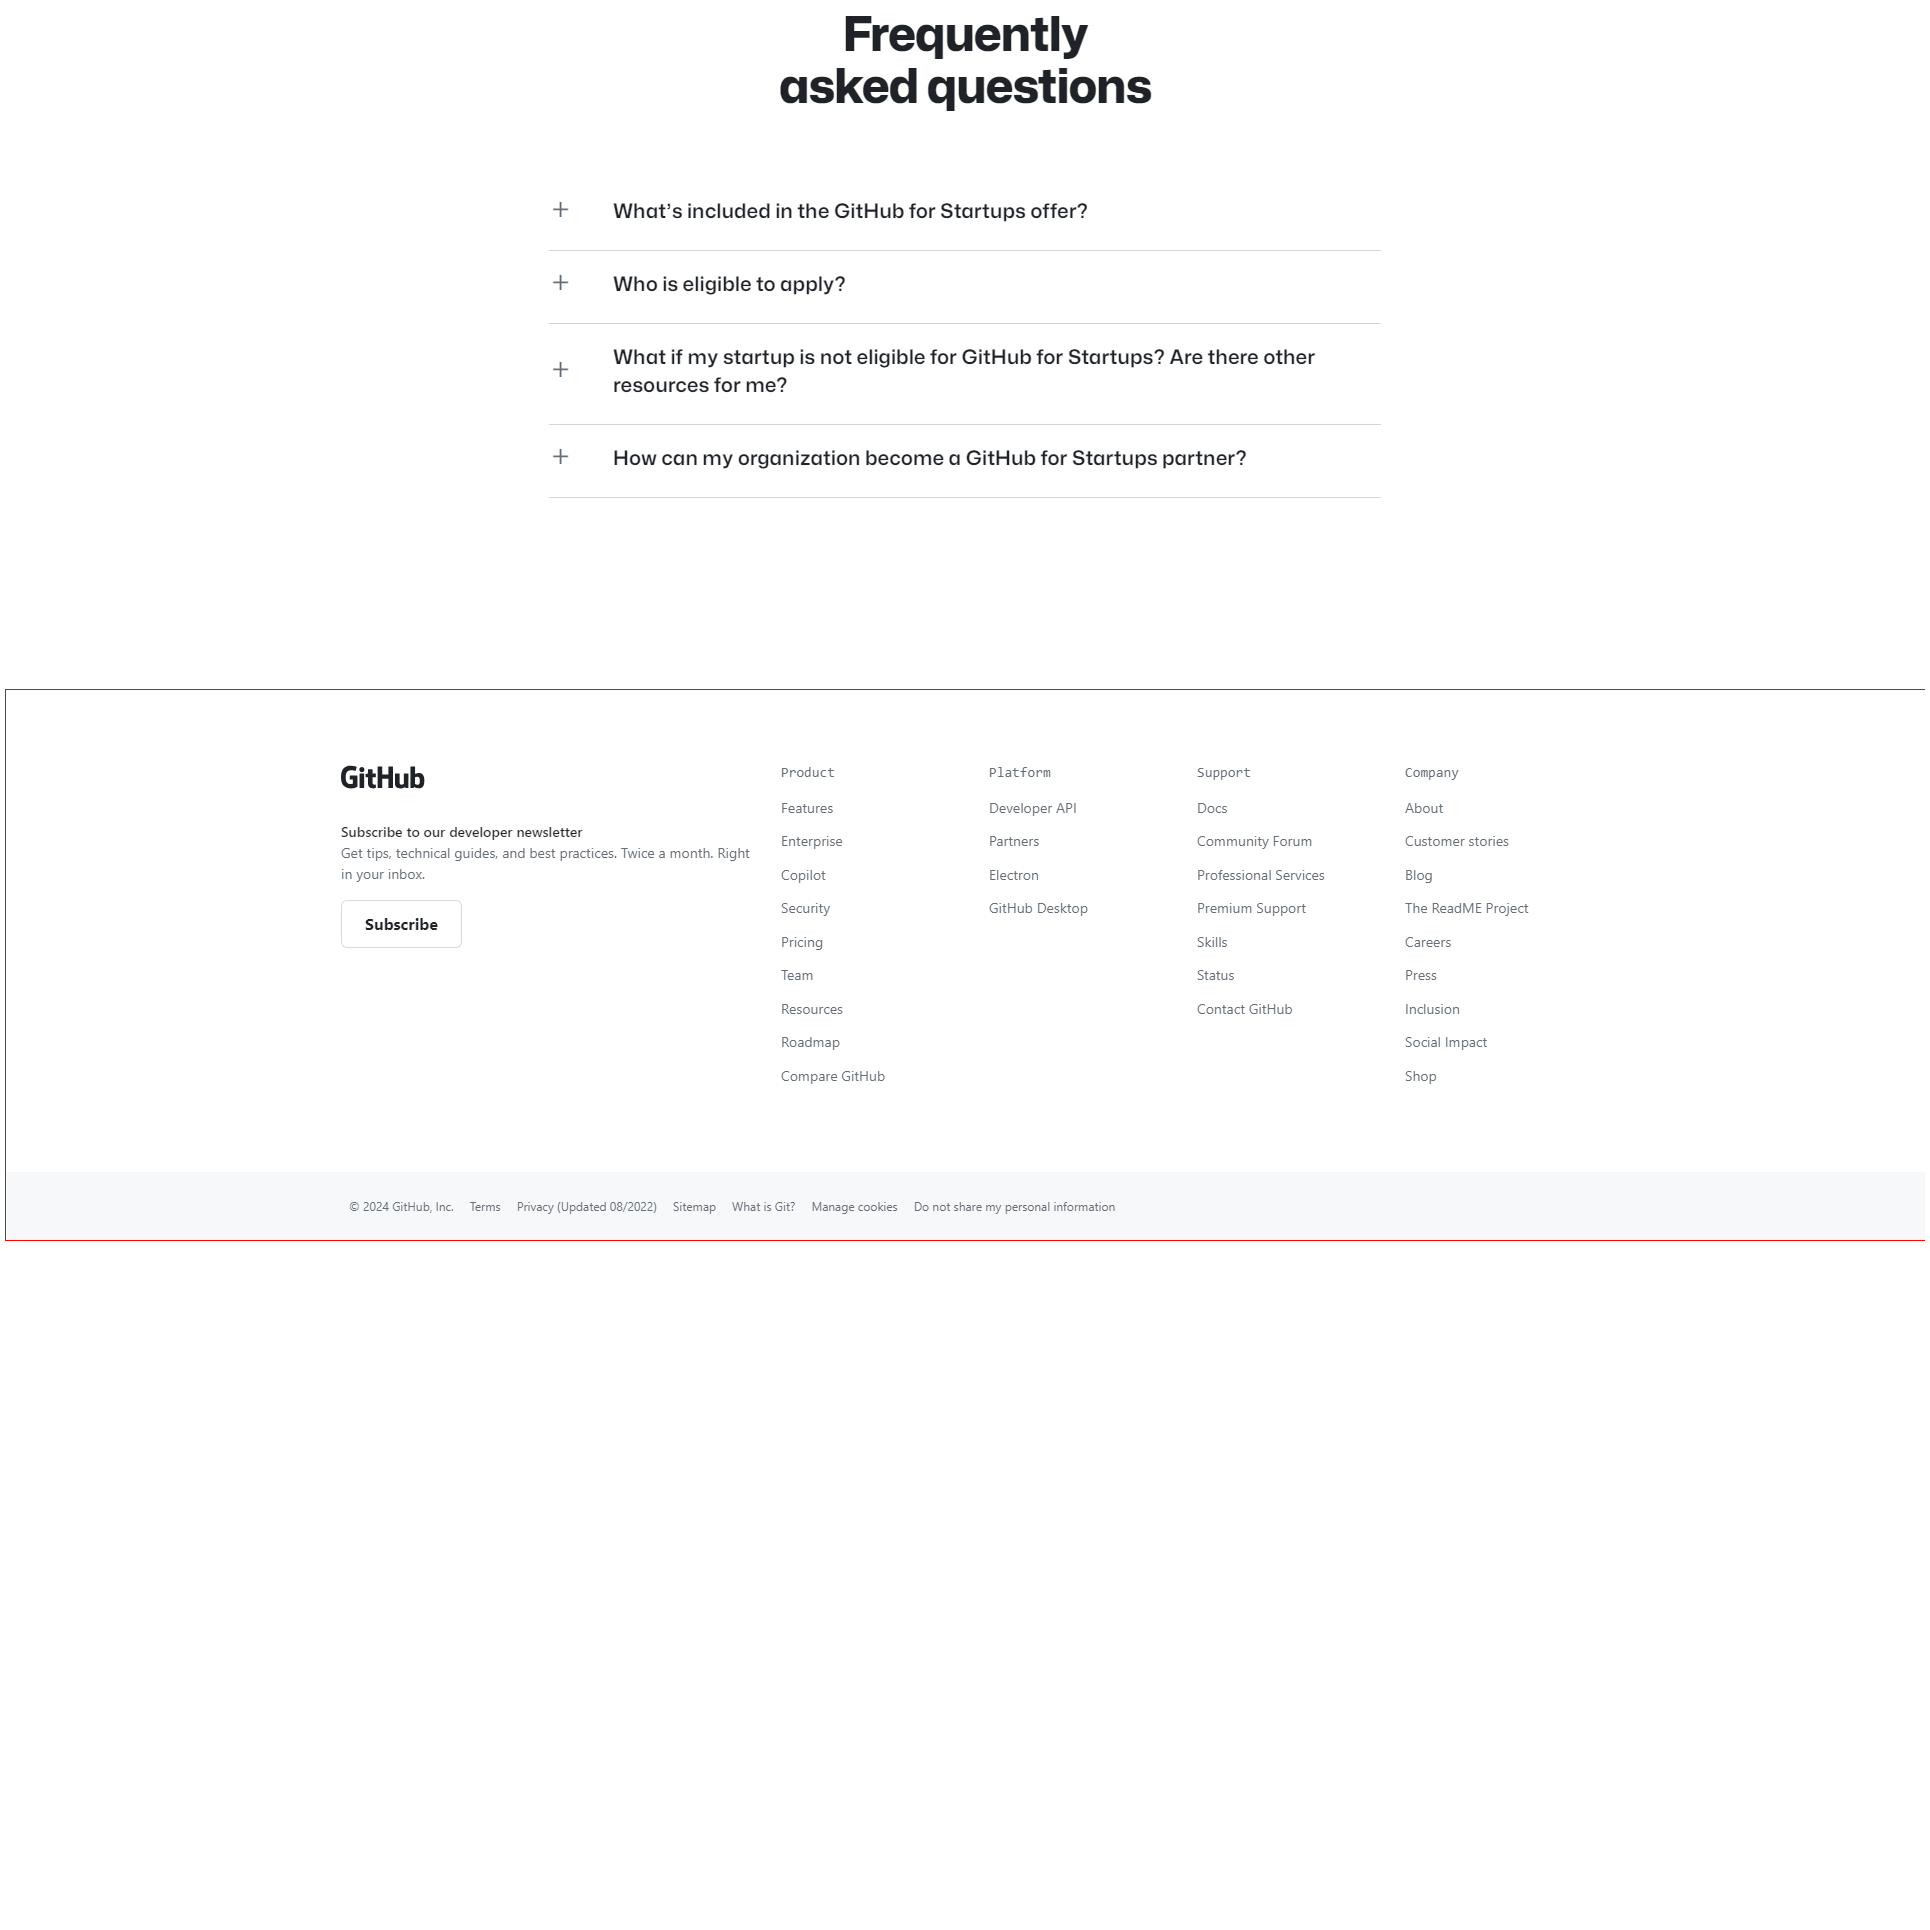 Frequently
asked questions
What's included in the GitHub for Startups offer?
Who is eligible to apply?
What if my startup is not eligible for GitHub for Startups? Are there other
resources for me?
How can my organization become a GitHub for Startups partner?
GitHub
Subscribe to our developer newsletter
Get tips, technical guides, and best practices. Twice a month. Right
in your inbox.
Subscribe
Product
Features
Enterprise
Copilot
Security
Pricing
Team
Resources
Roadmap
Compare GitHub
Platform
Developer API
Partners
Electron
GitHub Desktop
Support
Docs
Community Forum
Professional Services
Premium Support
Skills
Status
Contact GitHub
Company
About
Customer stories
Blog
The ReadME Project
Careers
Press
Inclusion
Social Impact
Shop
© 2024 GitHub, Inc. Terms Privacy (Updated 08/2022) Sitemap What is Git? Manage cookies Do not share my personal information